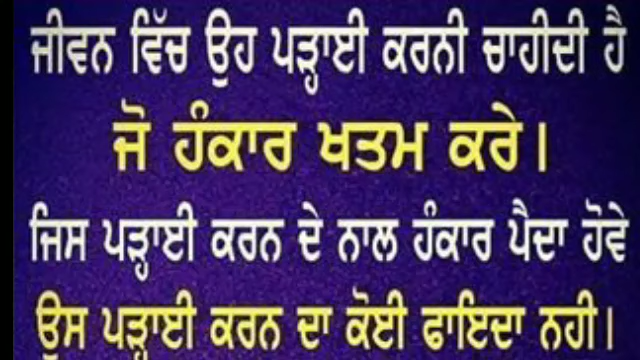 ਜੀਵਨ ਵਿੱਚ ਉਹ ਪੜ੍ਹਾਈ ਕਰਨੀ ਚਾਹੀਦੀ ਹੈ
ਜੋ ਹੰਕਾਰ ਖਤਮ ਕਰੇ।
ਜਿਸ ਪੜ੍ਹਾਈ ਕਰਨ ਦੇ ਨਾਲ ਹੰਕਾਰ ਪੈਦਾ ਹੋਵੇ
ਉਸ ਪੜ੍ਹਾਈ ਕਰਨ ਦਾ ਕੋਈ ਫਾਇਦਾ ਨਹੀ।